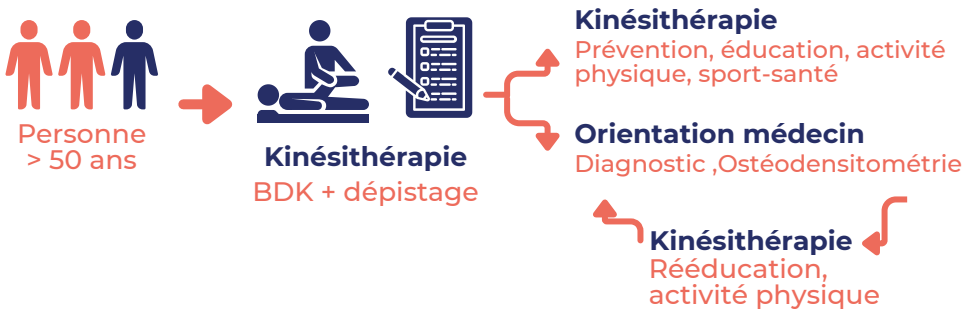 Personne
> 50 ans
Kinésithérapie
BDK + dépistage
Kinésithérapie
Prévention, éducation, activité
physique, sport-santé
Orientation médecin
Diagnostic ,Ostéodensitométrie
Kinésithérapie
Rééducation,
activité physique